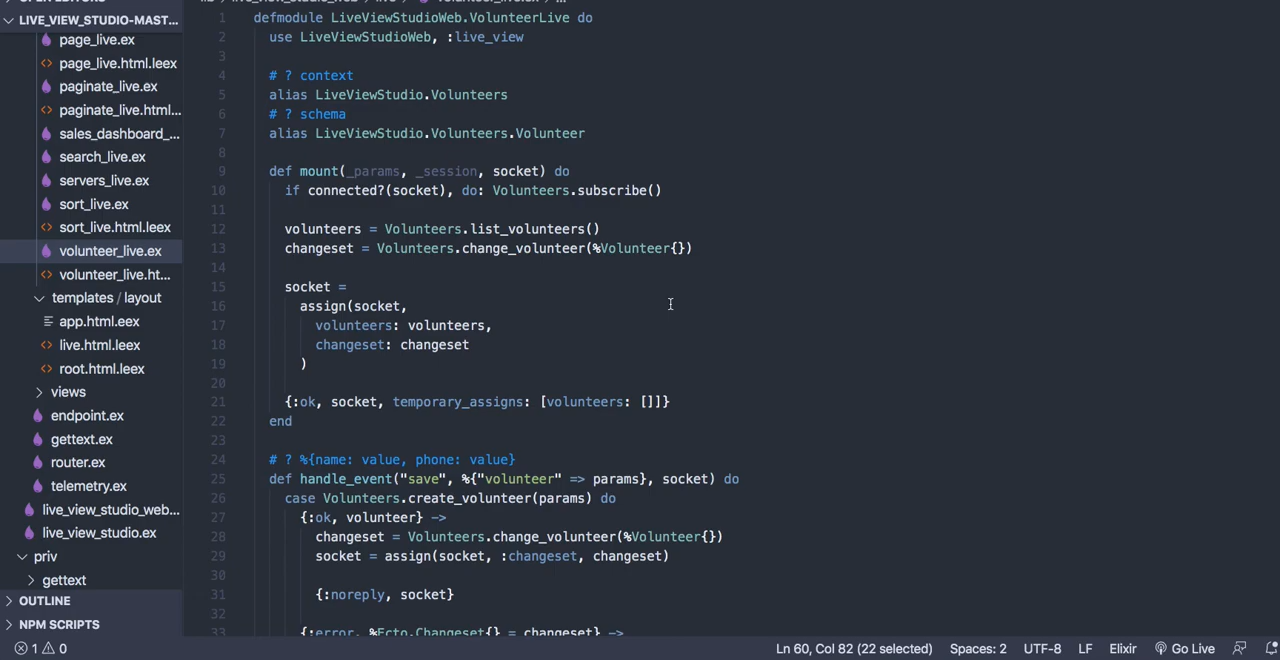 LIVE_VIEW_STUDIO-MAST...
page_live.ex
page_live.html.leex
paginate_live.ex
paginate_live.html...
sales_dashboard_...
search_live.ex
servers_live.ex
sort_live.ex
sort_live.html.leex
volunteer_live.ex
volunteer_live.ht...
templates / layout
app.html.eex
live.html.leex
root.html.leex
views
endpoint.ex
gettext.ex
router.ex
telemetry.ex
live_view_studio_web...
live_view_studio.ex
priv
gettext
OUTLINE
NPM SCRIPTS
1 defmodule LiveViewStudioWeb.VolunteerLive do
2 use LiveViewStudioWeb, :live_view
3
4 # ? context
5 alias LiveViewStudio.Volunteers
6 # ? schema
7 alias LiveViewStudio.Volunteers.Volunteer
8
9 def mount(_params, _session, socket) do
10 if connected?(socket), do: Volunteers.subscribe()
11
12 volunteers = Volunteers.list_volunteers()
13 changeset = Volunteers.change_volunteer(%Volunteer{})
14
15 socket =
16 assign(socket,
17 volunteers: volunteers,
18 changeset: changeset
19 )
20
21 {:ok, socket, temporary_assigns: [volunteers: []]}
22 end
23
24 # ? %{name: value, phone: value}
25 def handle_event("save", %{"volunteer" => params}, socket) do
26 case Volunteers.create_volunteer(params) do
27 {:ok, volunteer} ->
28 changeset = Volunteers.change_volunteer(%Volunteer{})
29 socket = assign(socket, :changeset, changeset)
30
31 {:noreply, socket}
32
33 {:error, %Ecto.Changeset{} = changeset} ->
1 0 Ln 60, Col 82 (22 selected) Spaces: 2 UTF-8 LF Elixir Go Live